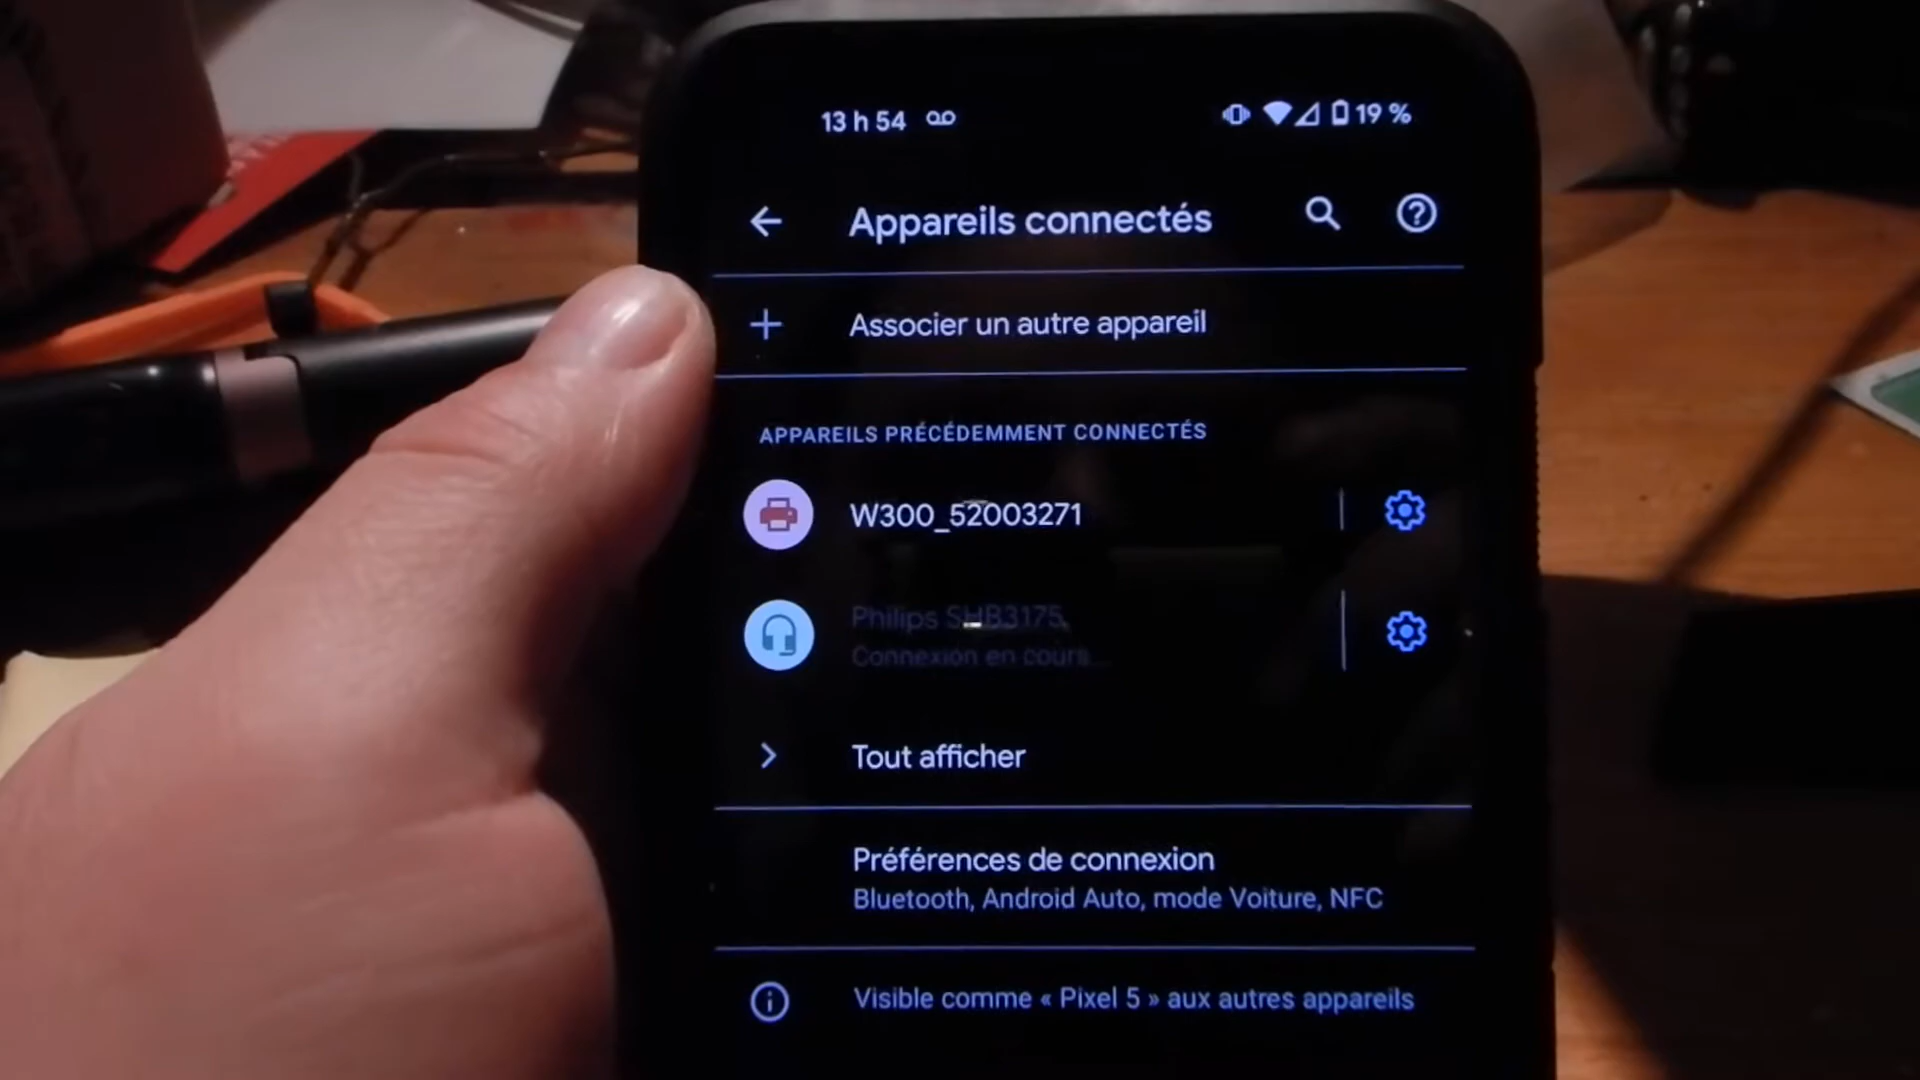 13 h 54
19 %
Appareils connectés
Associer un autre appareil
APPAREILS PRÉCÉDEMMENT CONNECTÉS
W300_52003271
Philips SHB3175
Connexion en cours...
Tout afficher
Préférences de connexion
Bluetooth, Android Auto, mode Voiture, NFC
Visible comme « Pixel 5 » aux autres appareils